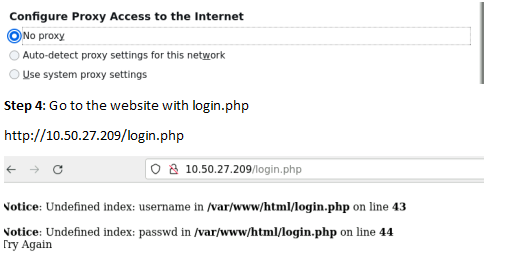 Configure Proxy Access to the Internet
No proxy
Auto-detect proxy settings for this network
Use system proxy settings
Step 4: Go to the website with login.php
http://10.50.27.209/login.php
10.50.27.209/login.php
Notice: Undefined index: username in /var/www/html/login.php on line 43
Notice: Undefined index: passwd in /var/www/html/login.php on line 44
Try Again